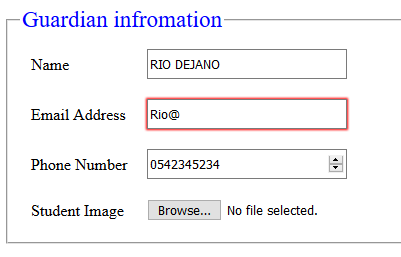 Guardian infromation
Name RIO DEJANO
Email Address Rio@
Phone Number 0542345234
Student Image Browse... No file selected.